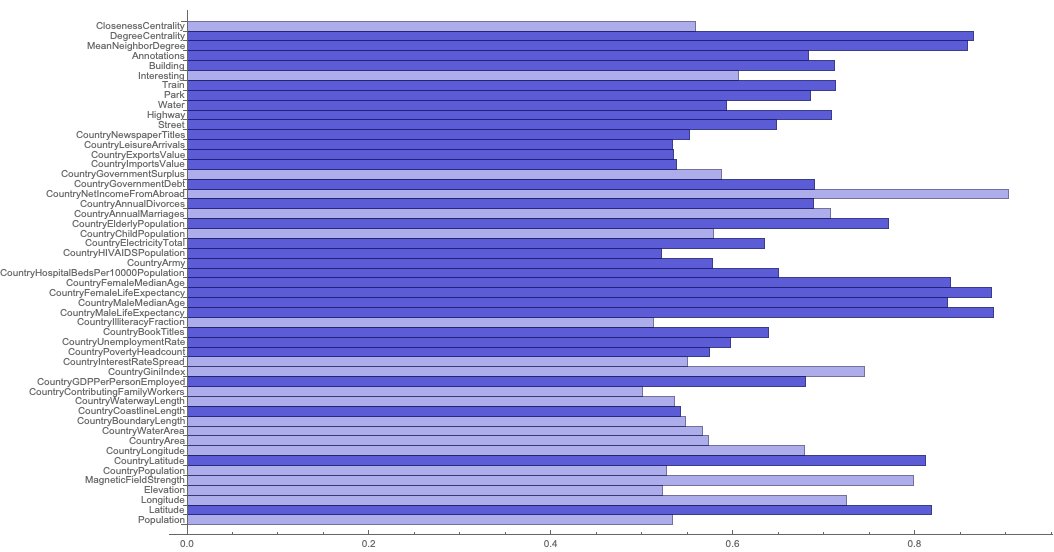 ClosenessCentrality
DegreeCentrality
MeanNeighborDegree
Annotations
Building
Interesting
Train
Park
Water
Highway
Street
CountryNewspaperTitles
CountryLeisureArrivals
CountryExportsValue
CountryImportsValue
CountryGovernmentSurplus
CountryGovernmentDebt
CountryNetIncomeFromAbroad
CountryAnnualDivorces
CountryAnnualMarriages
CountryElderlyPopulation
CountryChildPopulation
CountryElectricityTotal
CountryHIVAIDSPopulation
CountryArmy
CountryHospitalBedsPer10000Population
CountryFemaleMedianAge
CountryFemaleLifeExpectancy
CountryMaleMedianAge
CountryMaleLifeExpectancy
CountryIlliteracyFraction
CountryBookTitles
CountryUnemploymentRate
CountryPovertyHeadcount
CountryInterestRateSpread
CountryGiniIndex
CountryGDPPerPersonEmployed
CountryContributingFamilyWorkers
CountryWaterwayLength
CountryCoastlineLength
CountryBoundaryLength
CountryWaterArea
CountryArea
CountryLongitude
CountryLatitude
CountryPopulation
MagneticFieldStrength
Elevation
Longitude
Latitude
Population
0.0 0.2 0.4 0.6 0.8